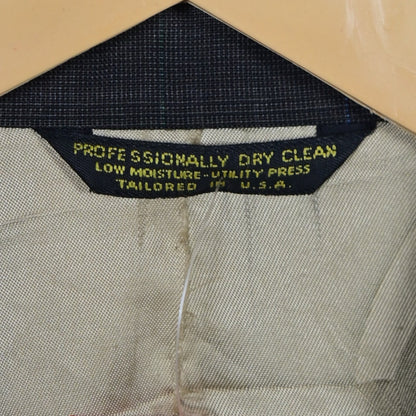 PROFESSIONALLY DRY CLEAN
LOW MOISTURE-UTILITY PRESS
TAILORED IN U.S.A.